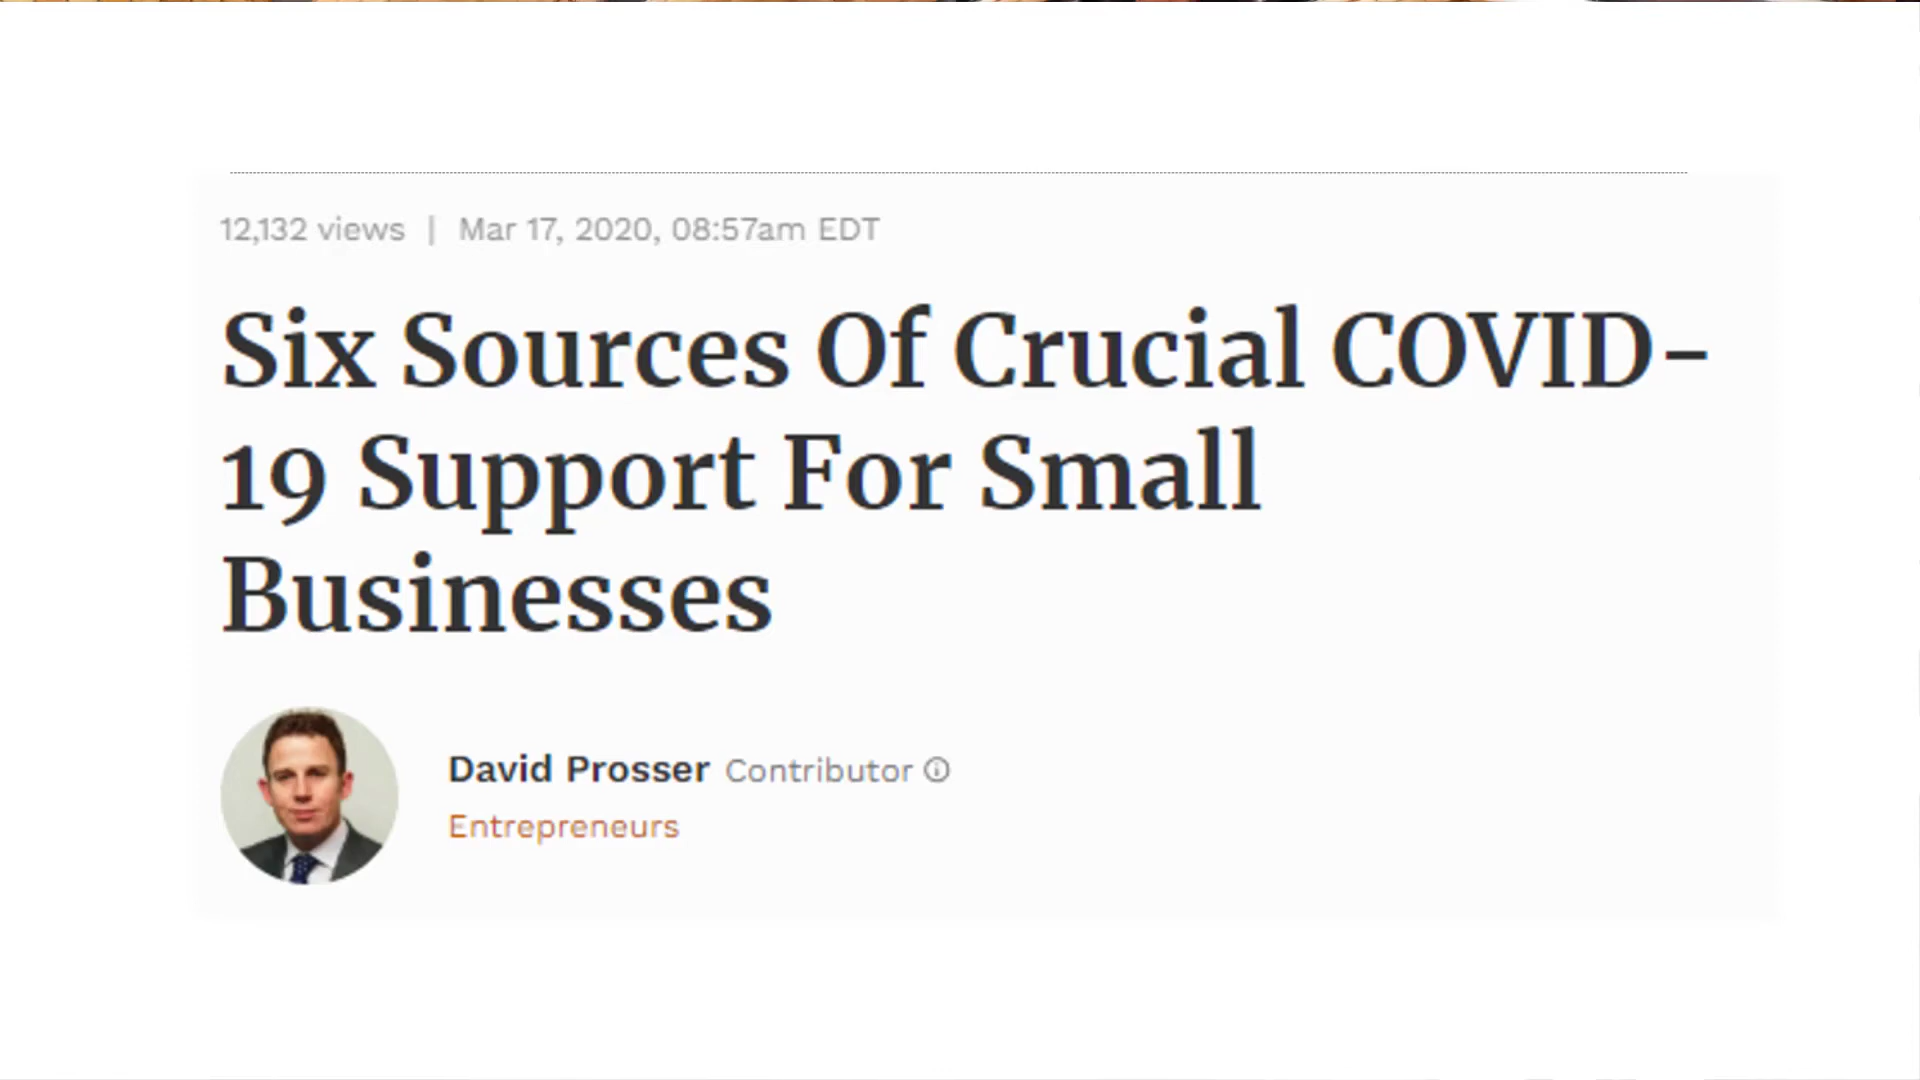 12,132 views | Mar 17, 2020, 08:57am EDT
Six Sources Of Crucial COVID-
19 Support For Small
Businesses
David Prosser Contributor
Entrepreneurs